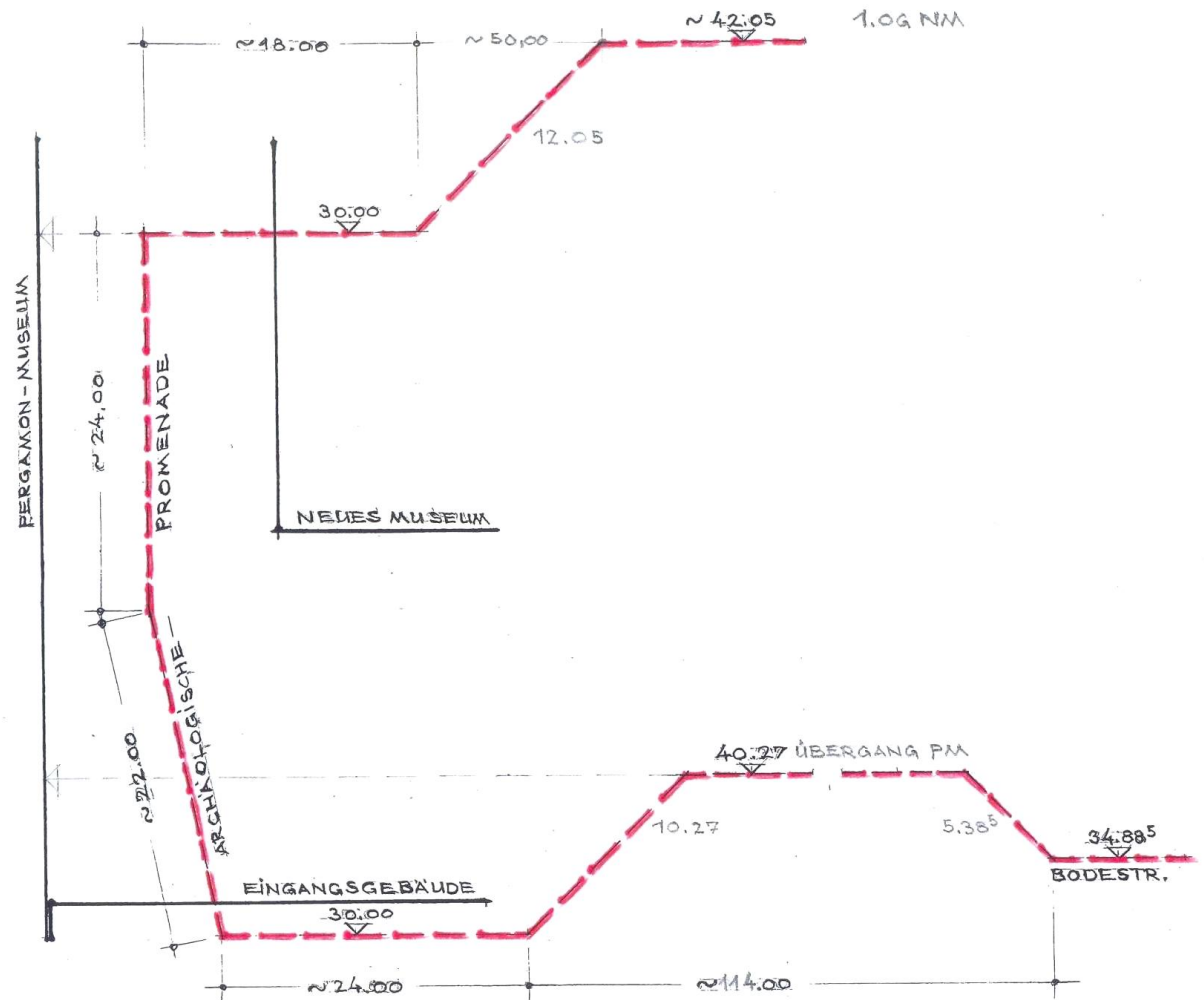 ~ 42.05
1.OG NM
~18.00
~ 50,00
12.05
30.00
PERGAMON-MUSEUM
~ 24,00
PROMENADE
NEUES MUSEUM
ARCHÄOLOGISCHE-
~22.00
40.27 ÜBERGANG PM
10.27
5.38⁵
34.88⁵
BODESTR.
EINGANGSGEBÄUDE
30.00
~24.00
~114.00